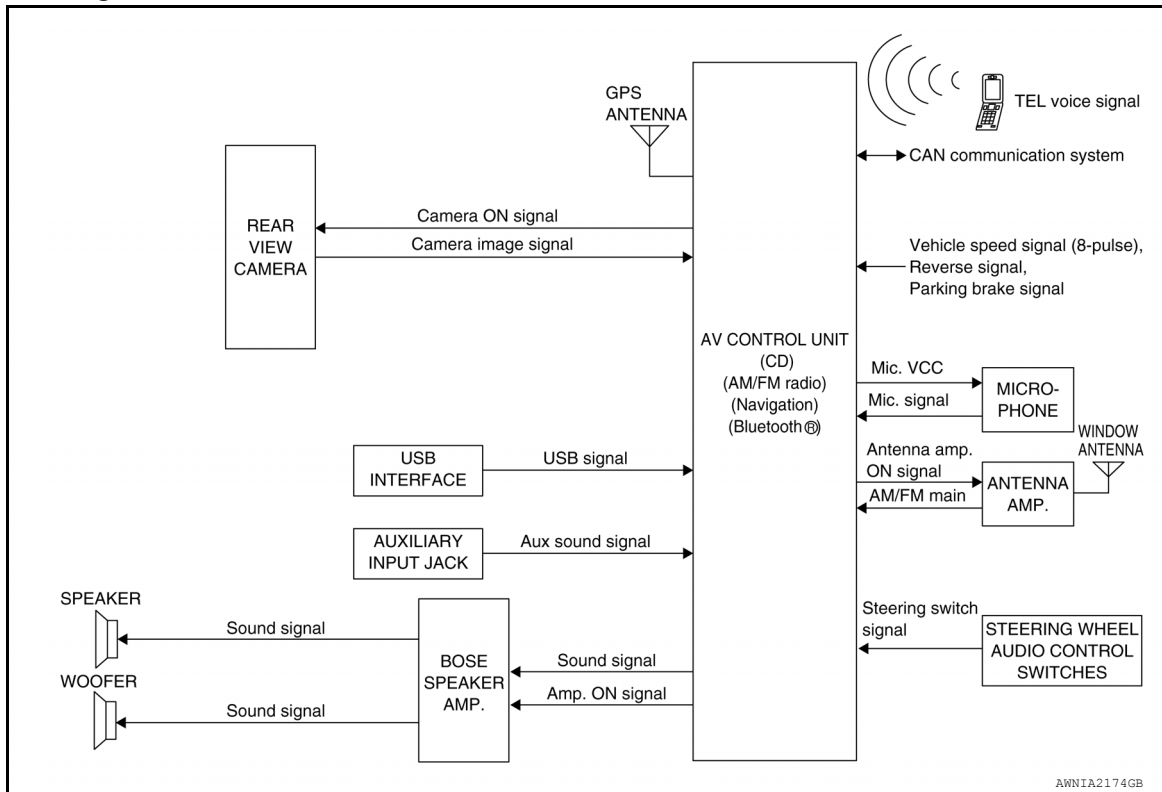 GPS
ANTENNA
TEL voice signal
CAN communication system
REAR
VIEW
CAMERA
Camera ON signal
Camera image signal
Vehicle speed signal (8-pulse),
Reverse signal,
Parking brake signal
AV CONTROL UNIT
(CD)
(AM/FM radio)
(Navigation)
(Bluetooth®)
Mic. VCC
Mic. signal
MICRO-
PHONE
WINDOW
ANTENNA
Antenna amp.
ON signal
AM/FM main
ANTENNA
AMP.
USB
INTERFACE
USB signal
AUXILIARY
INPUT JACK
Aux sound signal
SPEAKER
Sound signal
WOOFER
Sound signal
BOSE
SPEAKER
AMP.
Sound signal
Amp. ON signal
Steering switch
signal
STEERING WHEEL
AUDIO CONTROL
SWITCHES
AWNIA2174GB